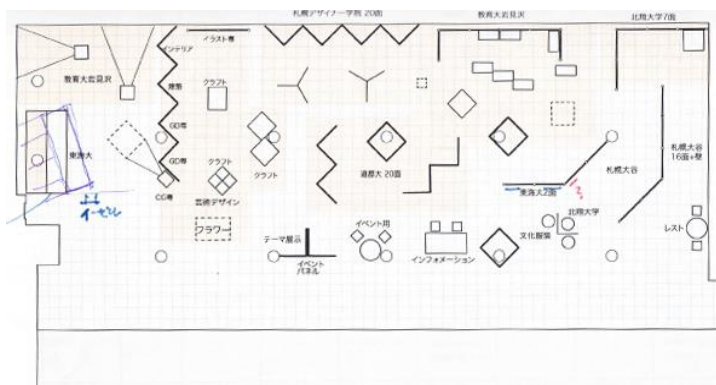 札幌デザイナー学院 20面
教育大岩見沢
北翔大学7面
イラスト専
インテリア
教育大岩見沢
建築
クラフト
東海大
GD専
GD専
クラフト
クラフト
道都大 20面
札幌大谷
札幌大谷
16面+壁
東海大2面
CG専
芸術デザイン
イーゼル
フラワー
テーマ展示
イベント用
北翔大学
文化服装
レスト
イベント
パネル
インフォメーション